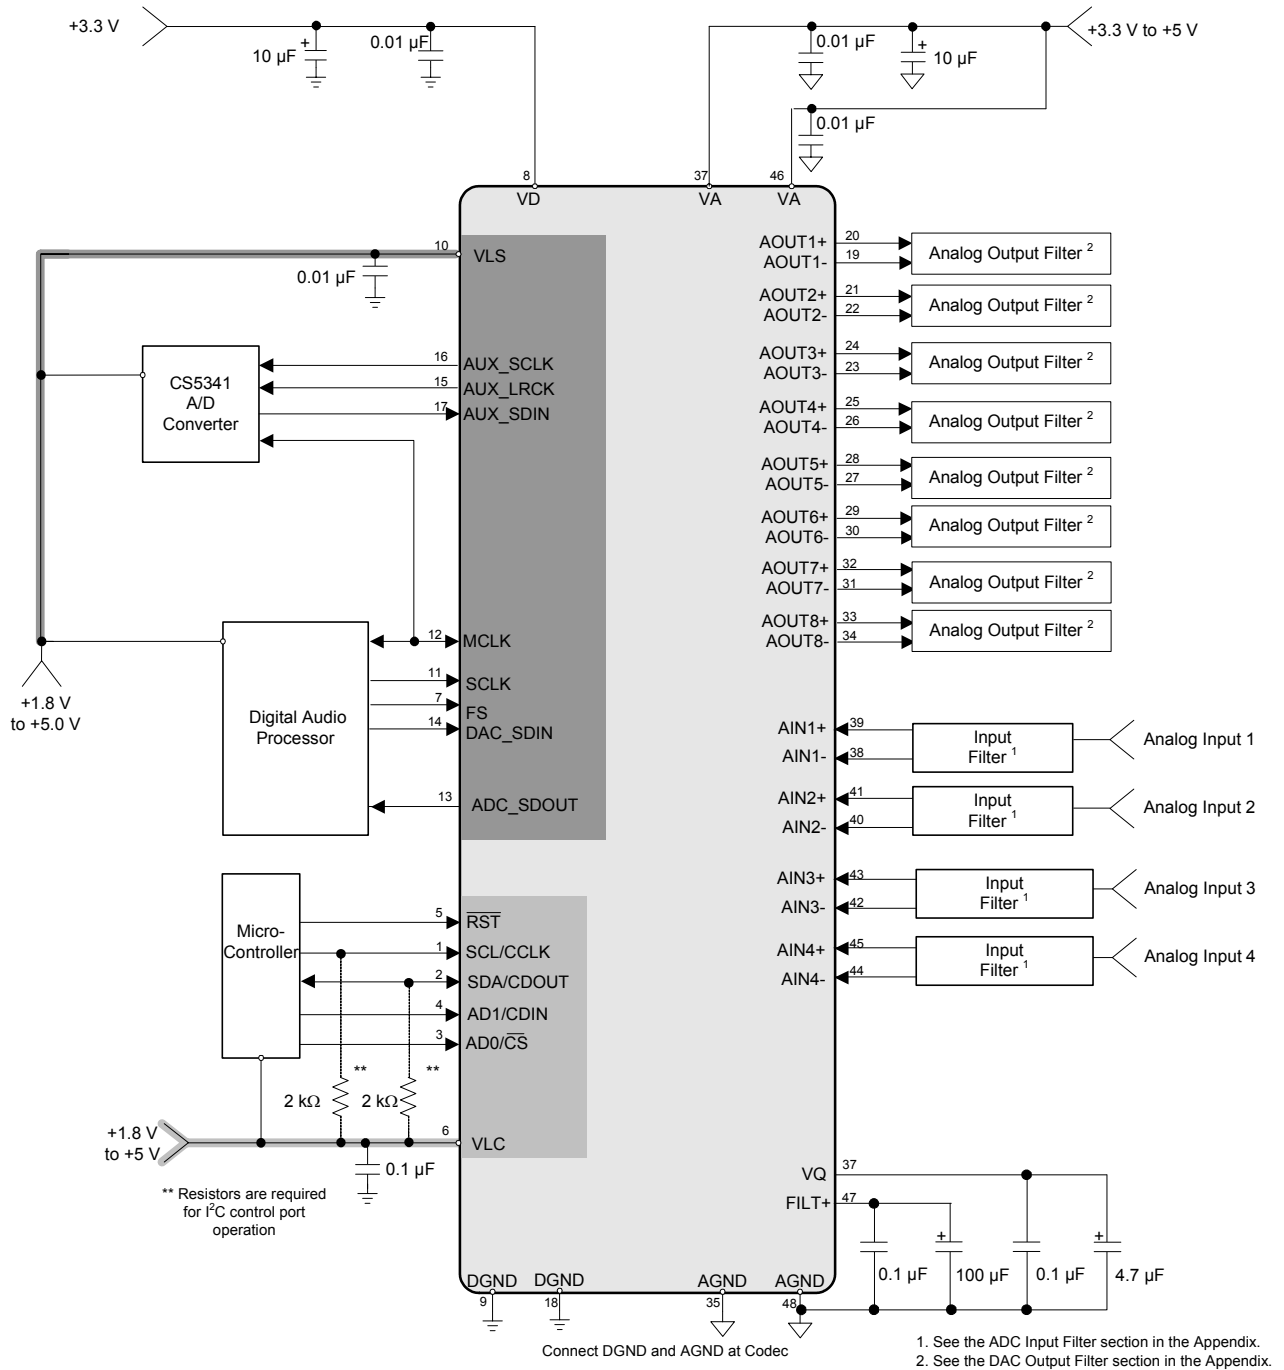 +3.3 V
10 µF
+
0.01 µF
0.01 µF
+
10 µF
+3.3 V to +5 V
0.01 µF
8
VD
37
VA
46
VA
10
VLS
0.01 µF
CS5341
A/D
Converter
16
AUX_SCLK
15
AUX_LRCK
17
AUX_SDIN
+1.8 V
to +5.0 V
Digital Audio
Processor
12
MCLK
11
SCLK
7
FS
14
DAC_SDIN
13
ADC_SDOUT
Micro-
Controller
5
RST
1
SCL/CCLK
2
SDA/CDOUT
4
AD1/CDIN
3
AD0/CS
**
**
2 kΩ
2 kΩ
+1.8 V
to +5 V
6
VLC
0.1 µF
** Resistors are required
for I²C control port
operation
AOUT1+
20
AOUT1-
19
Analog Output Filter ²
AOUT2+
21
AOUT2-
22
Analog Output Filter ²
AOUT3+
24
AOUT3-
23
Analog Output Filter ²
AOUT4+
25
AOUT4-
26
Analog Output Filter ²
AOUT5+
28
AOUT5-
27
Analog Output Filter ²
AOUT6+
29
AOUT6-
30
Analog Output Filter ²
AOUT7+
32
AOUT7-
31
Analog Output Filter ²
AOUT8+
33
AOUT8-
34
Analog Output Filter ²
AIN1+
39
AIN1-
38
Input
Filter ¹
Analog Input 1
AIN2+
41
AIN2-
40
Input
Filter ¹
Analog Input 2
AIN3+
43
AIN3-
42
Input
Filter ¹
Analog Input 3
AIN4+
45
AIN4-
44
Input
Filter ¹
Analog Input 4
VQ
37
FILT+
47
0.1 µF
+
100 µF
0.1 µF
+
4.7 µF
DGND
9
DGND
18
AGND
35
AGND
48
Connect DGND and AGND at Codec
1. See the ADC Input Filter section in the Appendix.
2. See the DAC Output Filter section in the Appendix.